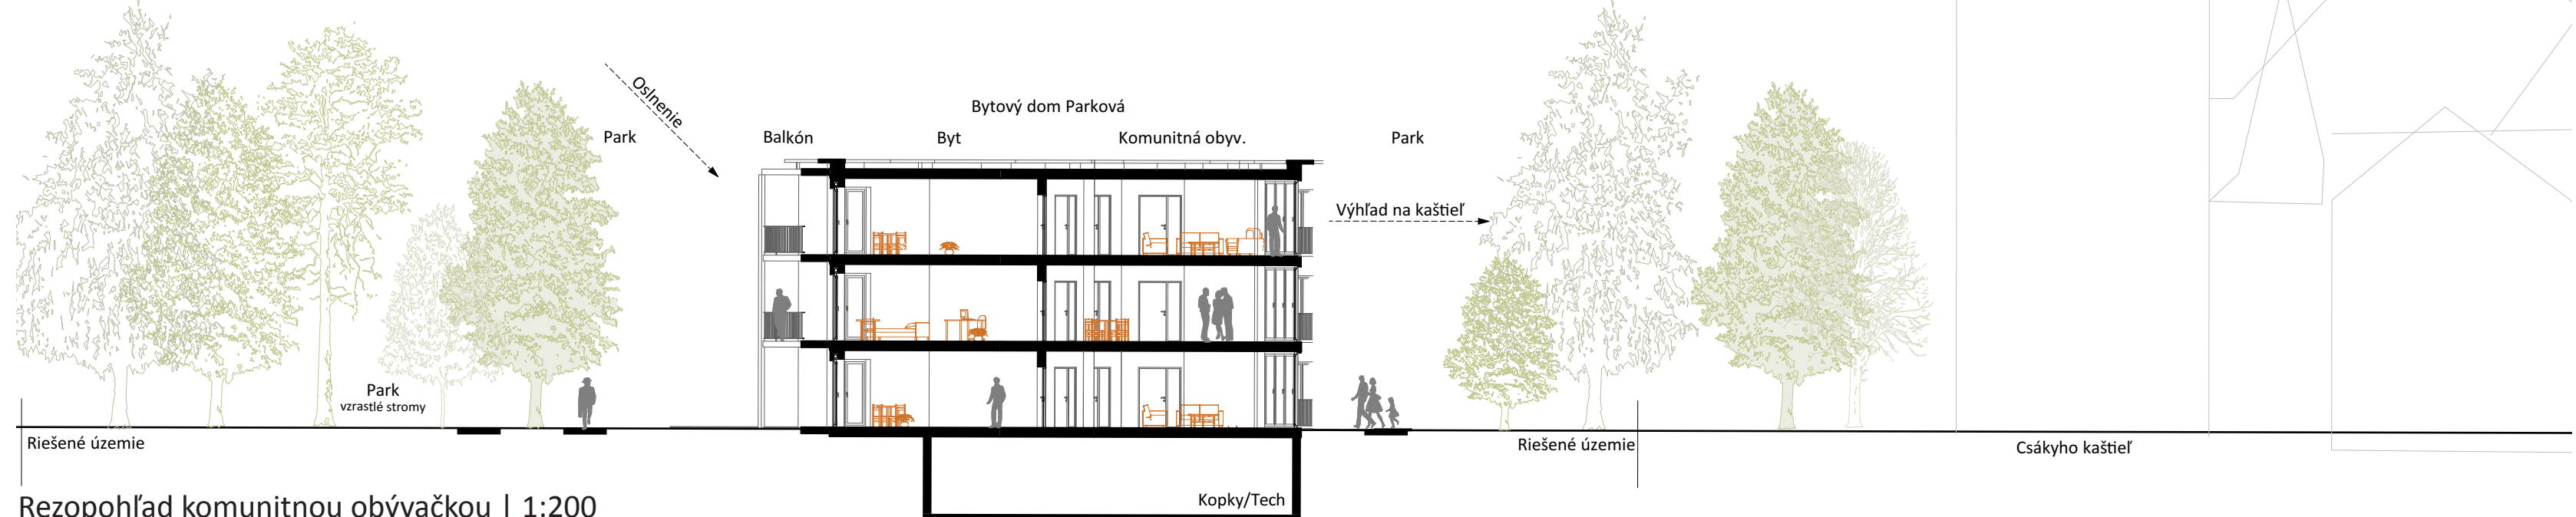 Oslnenie
Bytový dom Parková
Park
Balkón
Byt
Komunitná obyv.
Park
Výhľad na kaštieľ
Park
vzrastlé stromy
Riešené územie
Riešené územie
Csákyho kaštieľ
Kopky/Tech
Rezopohľad komunitnou obývačkou | 1:200